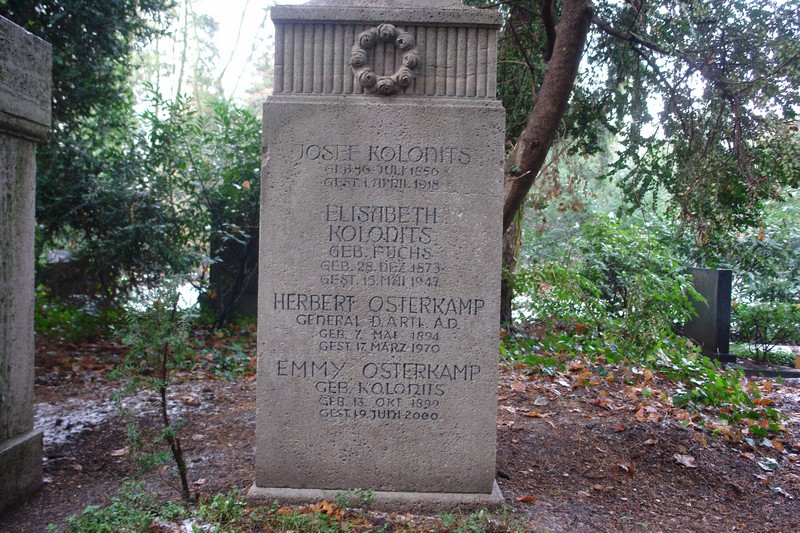 JOSEF KOLONITS
GEB. 16. JULI 1856
GEST. 1. APRIL 1918
ELISABETH
KOLONITS
GEB. FUCHS
GEB. 28. DEZ. 1873
GEST. 15. MAI 1947
HERBERT OSTERKAMP
GENERAL D. ARTL. A.D.
GEB. 7. MAI 1894
GEST. 17. MÄRZ 1970
EMMY OSTERKAMP
GEB. KOLONITS
GEB. 13. OKT. 1899
GEST. 19. JUNI 2000